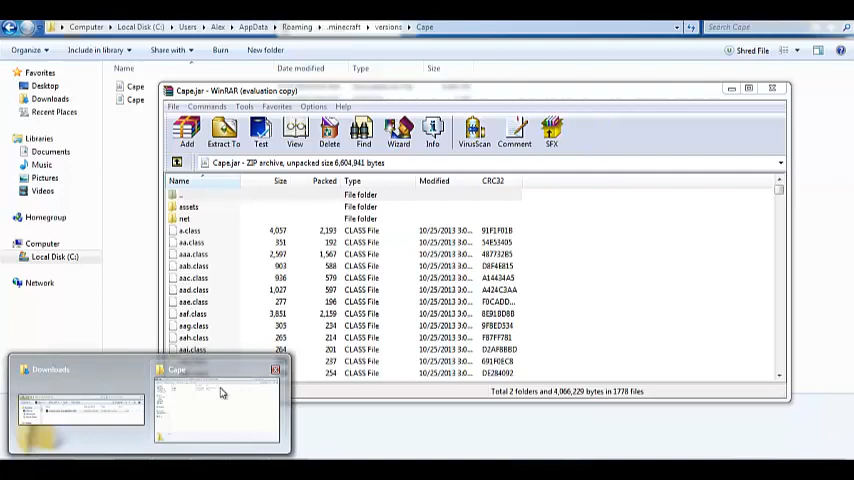 Computer ▸ Local Disk (C:) ▸ Users ▸ Alex ▸ AppData ▸ Roaming ▸ .minecraft ▸ versions ▸ Cape
Search Cape
Organize Include in library Share with Burn New folder Shred File
Name Date modified Type Size
Favorites
Desktop
Downloads
Recent Places
Libraries
Documents
Music
Pictures
Videos
Homegroup
Computer
Local Disk (C:)
Network
Cape
Cape
Cape.jar - WinRAR (evaluation copy)
File Commands Tools Favorites Options Help
Add Extract To Test View Delete Find Wizard Info VirusScan Comment SFX
Cape.jar - ZIP archive, unpacked size 6,604,941 bytes
Name Size Packed Type Modified CRC32
.. File folder
assets File folder
net File folder
a.class 4,057 2,193 CLASS File 10/25/2013 3:0... 91F1F01B
aa.class 351 192 CLASS File 10/25/2013 3:0... 54E53405
aaa.class 2,597 1,567 CLASS File 10/25/2013 3:0... 487732B5
aab.class 903 588 CLASS File 10/25/2013 3:0... D8F4E815
aac.class 936 579 CLASS File 10/25/2013 3:0... A14434A5
aad.class 1,027 597 CLASS File 10/25/2013 3:0... A424C3AA
aae.class 277 196 CLASS File 10/25/2013 3:0... F0CADD...
aaf.class 3,851 2,159 CLASS File 10/25/2013 3:0... 8E91BD8D
aag.class 305 234 CLASS File 10/25/2013 3:0... 9F8ED534
aah.class 265 214 CLASS File 10/25/2013 3:0... F87FF781
aai.class 264 201 CLASS File 10/25/2013 3:0... D2AFBBBD
237 CLASS File 10/25/2013 3:0... 691F0EC8
254 CLASS File 10/25/2013 3:0... DE284092
Total 2 folders and 4,066,229 bytes in 1778 files
Downloads
Cape